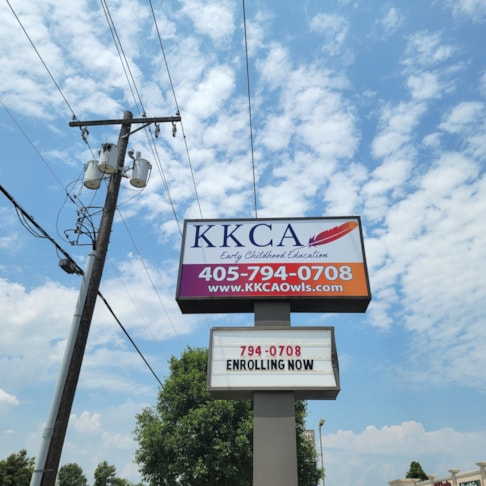 KKCA
Early Childhood Education
405-794-0708
www.KKCAOwls.com
794-0708
ENROLLING NOW